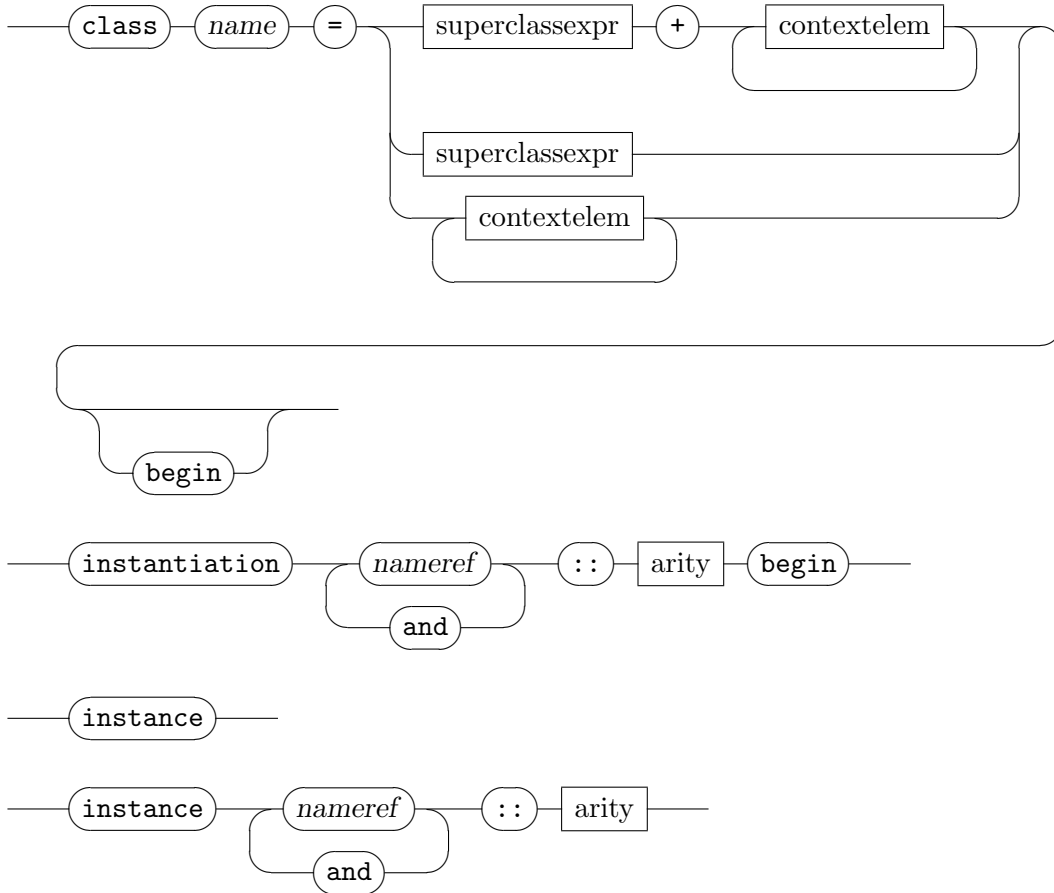 class name = superclassexpr + contextelem
superclassexpr
contextelem
begin
instantiation nameref :: arity begin
and
instance
instance nameref :: arity
and